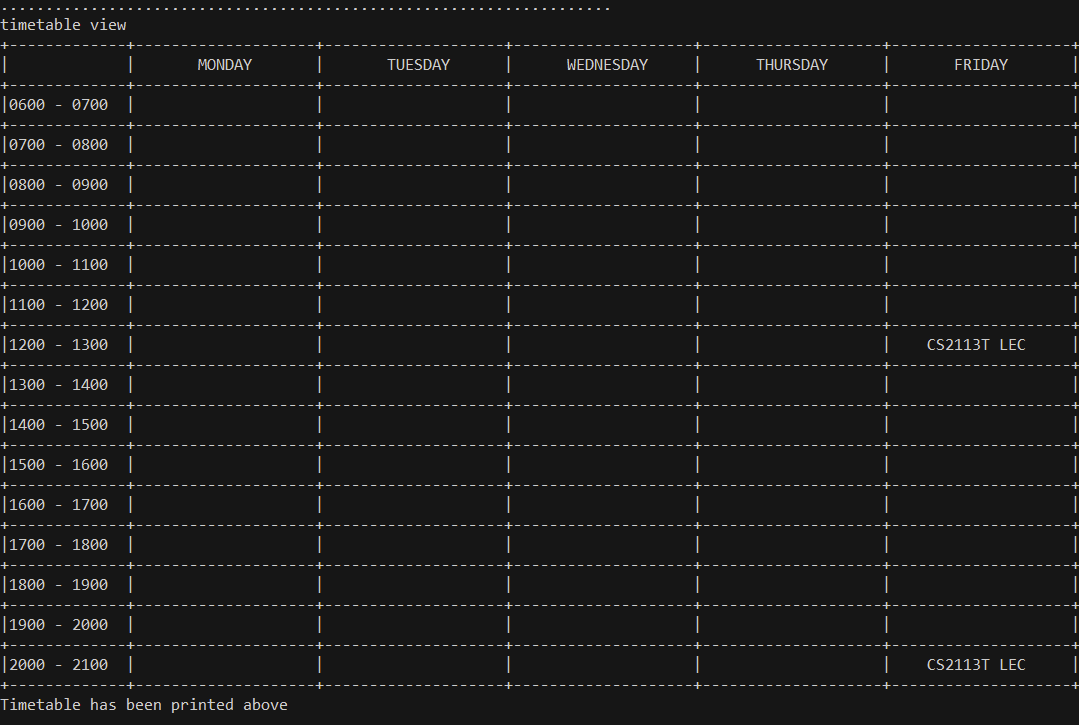 timetable view
MONDAY TUESDAY WEDNESDAY THURSDAY FRIDAY
0600 - 0700
0700 - 0800
0800 - 0900
0900 - 1000
1000 - 1100
1100 - 1200
1200 - 1300 CS2113T LEC
1300 - 1400
1400 - 1500
1500 - 1600
1600 - 1700
1700 - 1800
1800 - 1900
1900 - 2000
2000 - 2100 CS2113T LEC
Timetable has been printed above